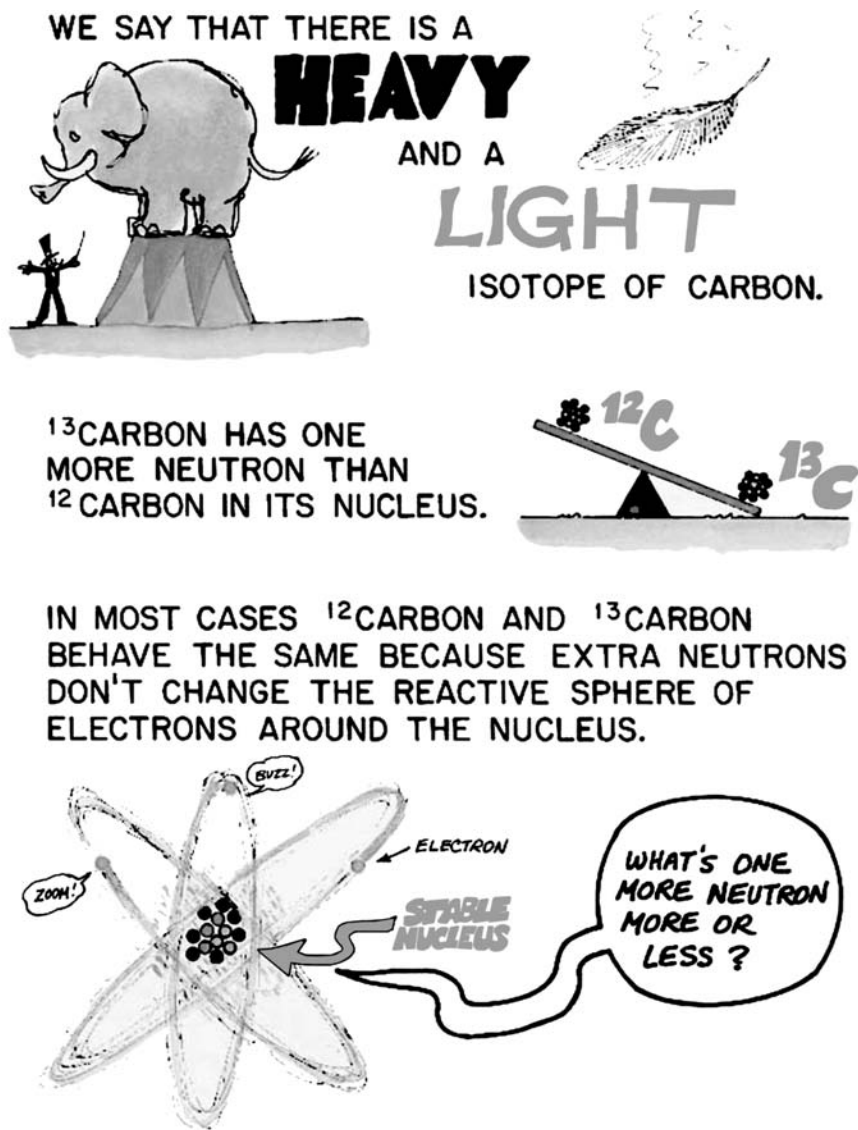 WE SAY THAT THERE IS A
HEAVY
AND A
LIGHT
ISOTOPE OF CARBON.
¹³CARBON HAS ONE
MORE NEUTRON THAN
¹²CARBON IN ITS NUCLEUS.
¹²C
¹³C
IN MOST CASES ¹²CARBON AND ¹³CARBON
BEHAVE THE SAME BECAUSE EXTRA NEUTRONS
DON'T CHANGE THE REACTIVE SPHERE OF
ELECTRONS AROUND THE NUCLEUS.
BUZZ!
ZOOM!
ELECTRON
STABLE
NUCLEUS
WHAT'S ONE
MORE NEUTRON
MORE OR
LESS?